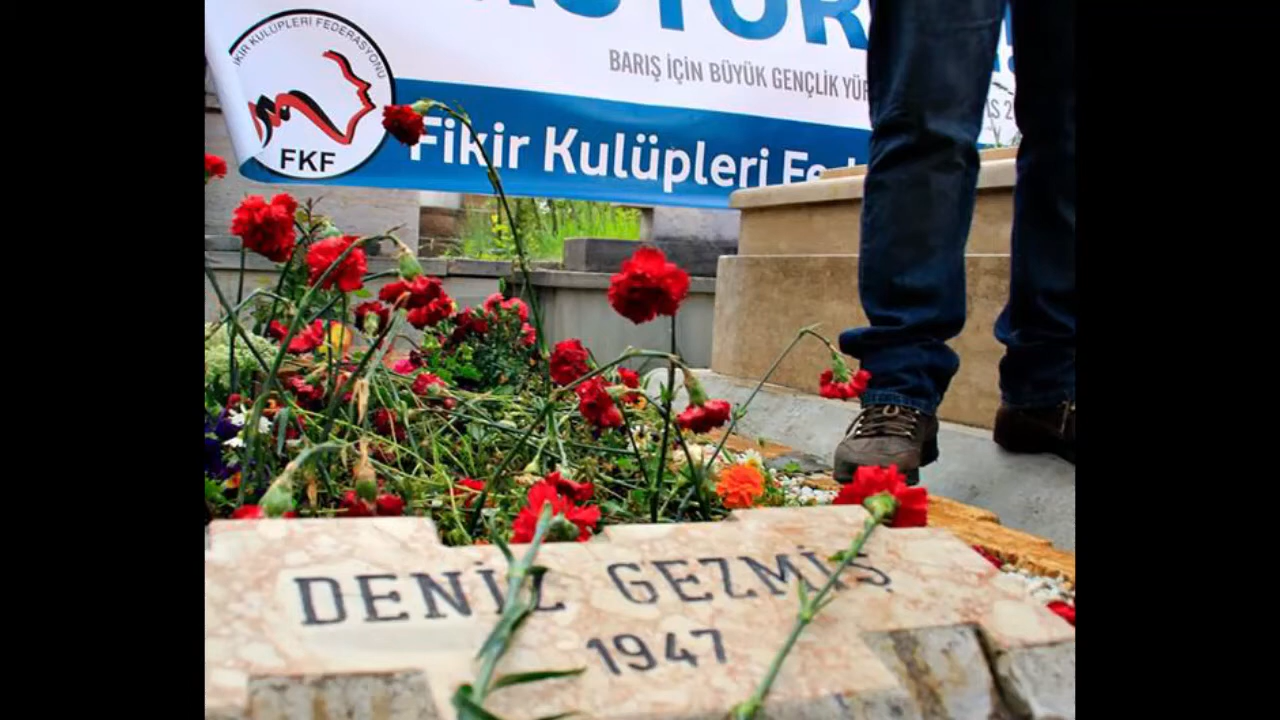 BARIŞ İÇİN BÜYÜK GENÇLİK
FİKİR KULÜPLERİ FEDERASYONU
FKF
Fikir Kulüpleri
DENİZ GEZMİŞ
1947